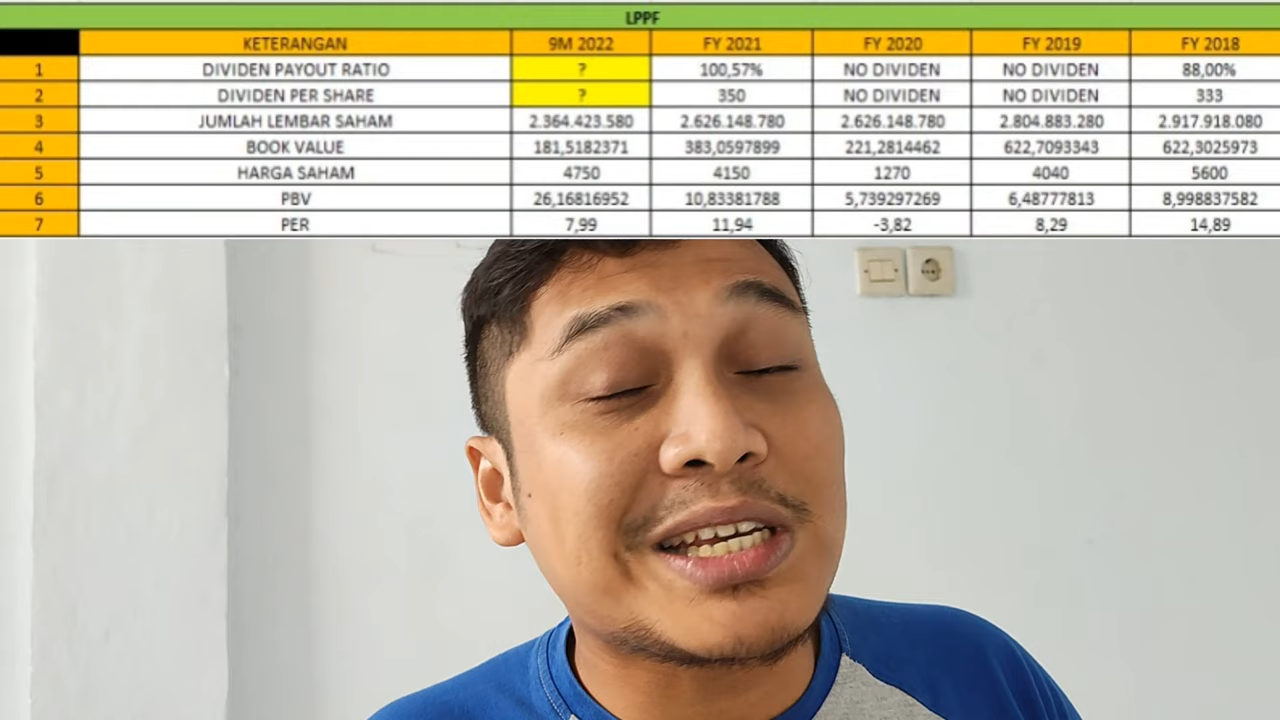 LPPF
KETERANGAN 9M 2022 FY 2021 FY 2020 FY 2019 FY 2018
1 DIVIDEN PAYOUT RATIO ? 100,57% NO DIVIDEN NO DIVIDEN 88,00%
2 DIVIDEN PER SHARE ? 350 NO DIVIDEN NO DIVIDEN 333
3 JUMLAH LEMBAR SAHAM 2.364.423.580 2.626.148.780 2.626.148.780 2.804.883.280 2.917.918.080
4 BOOK VALUE 181,5182371 383,0597899 221,2814462 622,7093343 622,3025973
5 HARGA SAHAM 4750 4150 1270 4040 5600
6 PBV 26,16816952 10,83381788 5,739297269 6,48777813 8,998837582
7 PER 7,99 11,94 -3,82 8,29 14,89